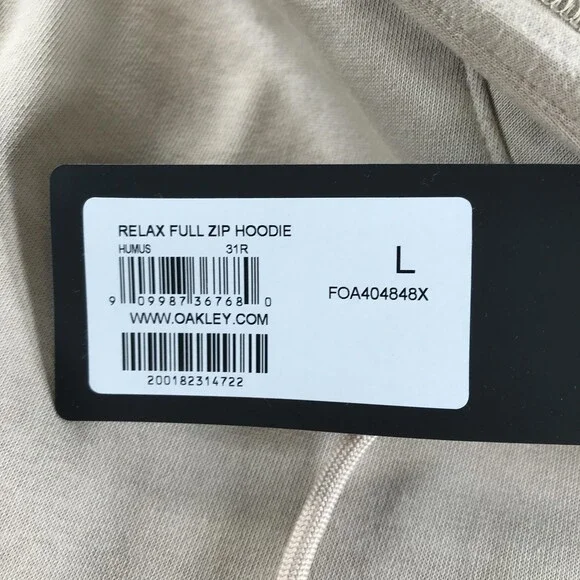 RELAX FULL ZIP HOODIE
HUMUS 31R
L
FOA404848X
9 09987 36768 0
WWW.OAKLEY.COM
200182314722